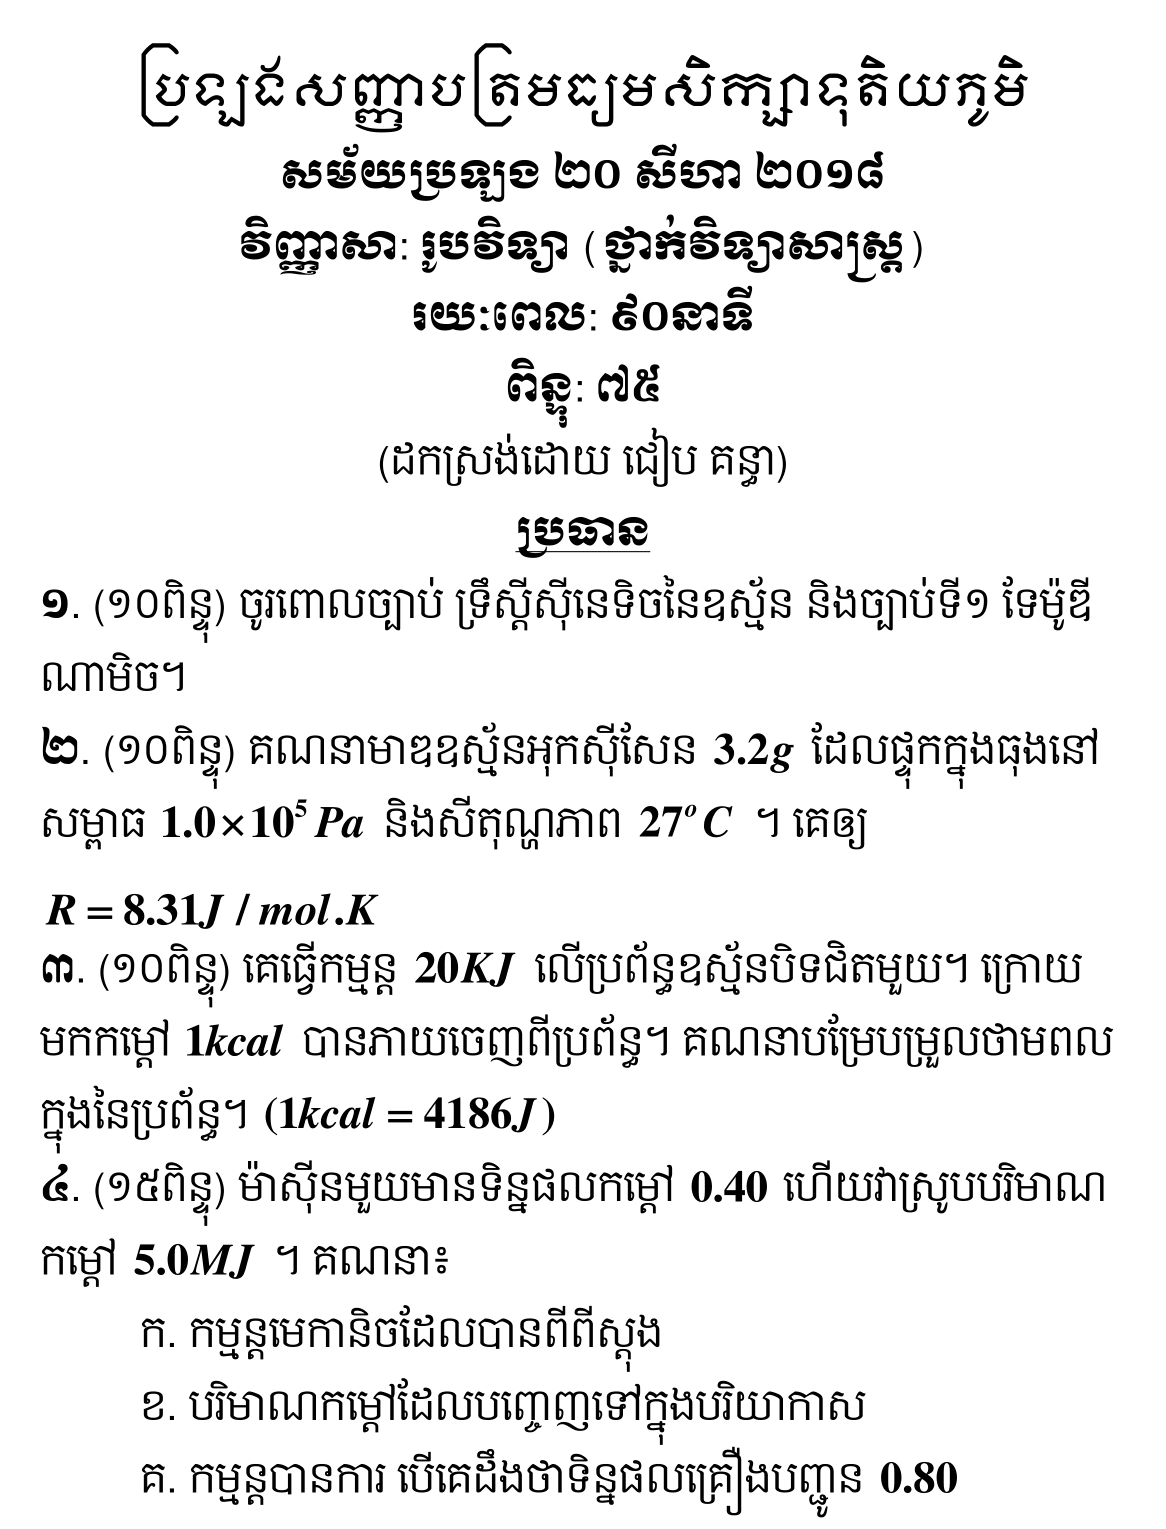 ប្រឡងសញ្ញាបត្រមធ្យមសិក្សាទុតិយភូមិ
សម័យប្រឡង ២០ សីហា ២០១៨
វិញ្ញាសា: រូបវិទ្យា (ថ្នាក់វិទ្យាសាស្ត្រ)
រយ:ពេល: ៩០នាទី
ពិន្ទុ: ៧៥
(ដកស្រង់ដោយ ជៀប គន្ធា)
ប្រធាន
១. (១០ពិន្ទុ) ចូរពោលច្បាប់ ទ្រឹស្តីស៊ីនេទិចនៃឧស្ម័ន និងច្បាប់ទី១ ទែម៉ូឌី
ណាមិច។
២. (១០ពិន្ទុ) គណនាមាឌឧស្ម័នអុកស៊ីសែន 3.2g ដែលផ្ទុកក្នុងធុងនៅ
សម្ពាធ 1.0×10⁵ Pa និងសីតុណ្ហភាព 27ᵒC ។ គេឲ្យ
R = 8.31J / mol.K
៣. (១០ពិន្ទុ) គេធ្វើកម្មន្ត 20KJ លើប្រព័ន្ធឧស្ម័នបិទជិតមួយ។ ក្រោយ
មកកម្តៅ 1kcal បានភាយចេញពីប្រព័ន្ធ។ គណនាបម្រែបម្រួលថាមពល
ក្នុងនៃប្រព័ន្ធ។ (1kcal = 4186J)
៤. (១៥ពិន្ទុ) ម៉ាស៊ីនមួយមានទិន្នផលកម្តៅ 0.40 ហើយវាស្រូបបរិមាណ
កម្តៅ 5.0MJ ។ គណនា៖
ក. កម្មន្តមេកានិចដែលបានពីពីស្តុង
ខ. បរិមាណកម្តៅដែលបញ្ចេញទៅក្នុងបរិយាកាស
គ. កម្មន្តបានការ បើគេដឹងថាទិន្នផលគ្រឿងបញ្ជូន 0.80